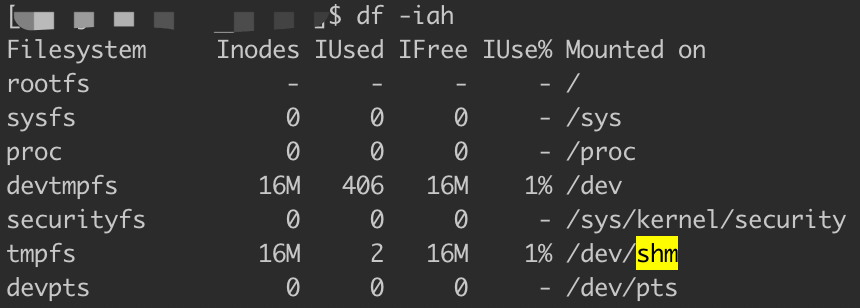 [ $ df -iah
Filesystem Inodes IUsed IFree IUse% Mounted on
rootfs - - - - /
sysfs 0 0 0 - /sys
proc 0 0 0 - /proc
devtmpfs 16M 406 16M 1% /dev
securityfs 0 0 0 - /sys/kernel/security
tmpfs 16M 2 16M 1% /dev/shm
devpts 0 0 0 - /dev/pts